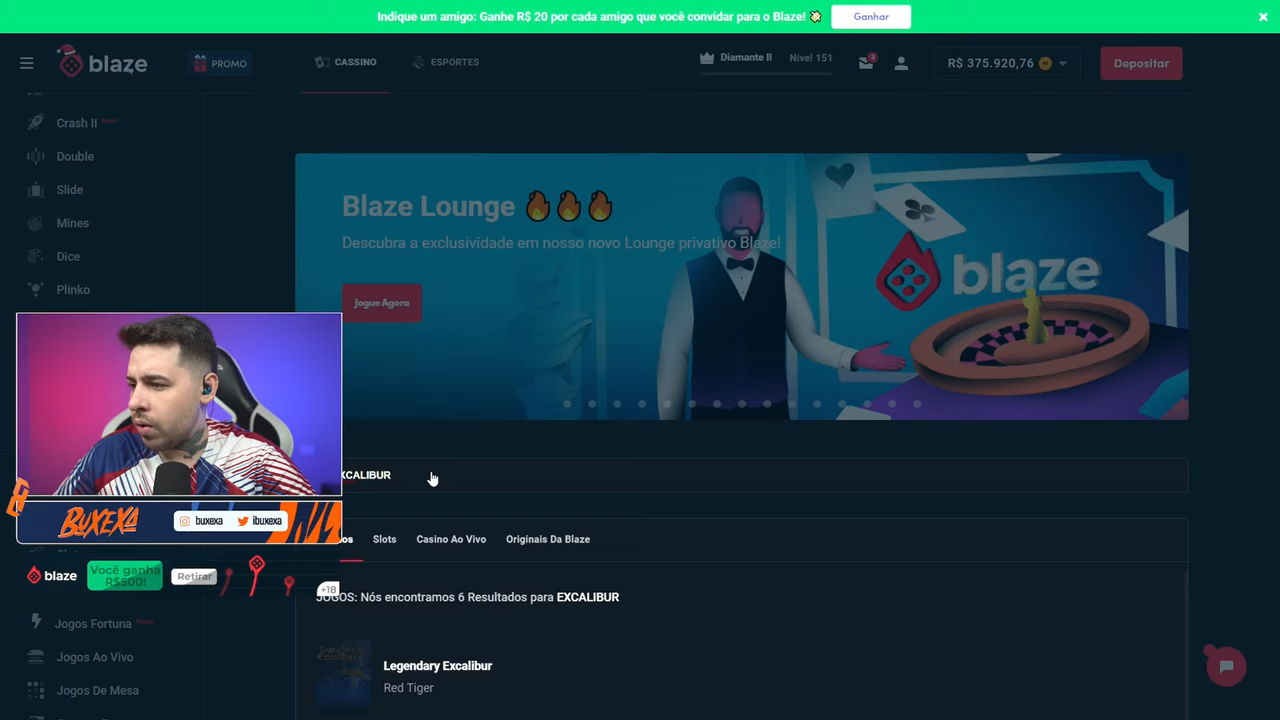 Indique um amigo: Ganhe R$ 20 por cada amigo que você convidar para o Blaze!
Ganhar
blaze
PROMO
CASSINO
ESPORTES
Diamante II
Nível 151
3
R$ 375.920,76
Depositar
Crash II
Double
Slide
Mines
Dice
Plinko
Blaze Lounge
Descubra a exclusividade em nosso novo Lounge privativo Blaze!
Jogue Agora
blaze
XCALIBUR
BUXEXA
buxexa
ibuxexa
os
Slots
Casino Ao Vivo
Originais Da Blaze
blaze
Você ganha
R$500!
Retirar
+18
JOGOS: Nós encontramos 6 Resultados para EXCALIBUR
Jogos Fortuna
Jogos Ao Vivo
Jogos De Mesa
Legendary Excalibur
Red Tiger